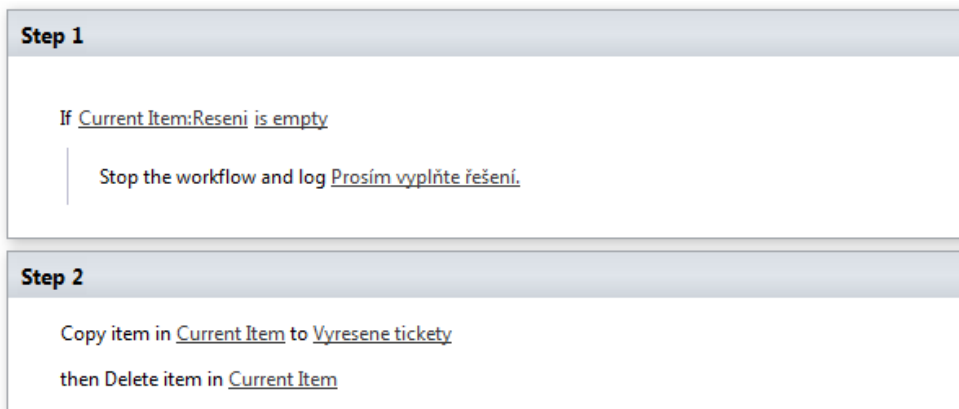 Step 1
If Current Item:Reseni is empty
Stop the workflow and log Prosím vyplňte řešení.
Step 2
Copy item in Current Item to Vyresene tickety
then Delete item in Current Item